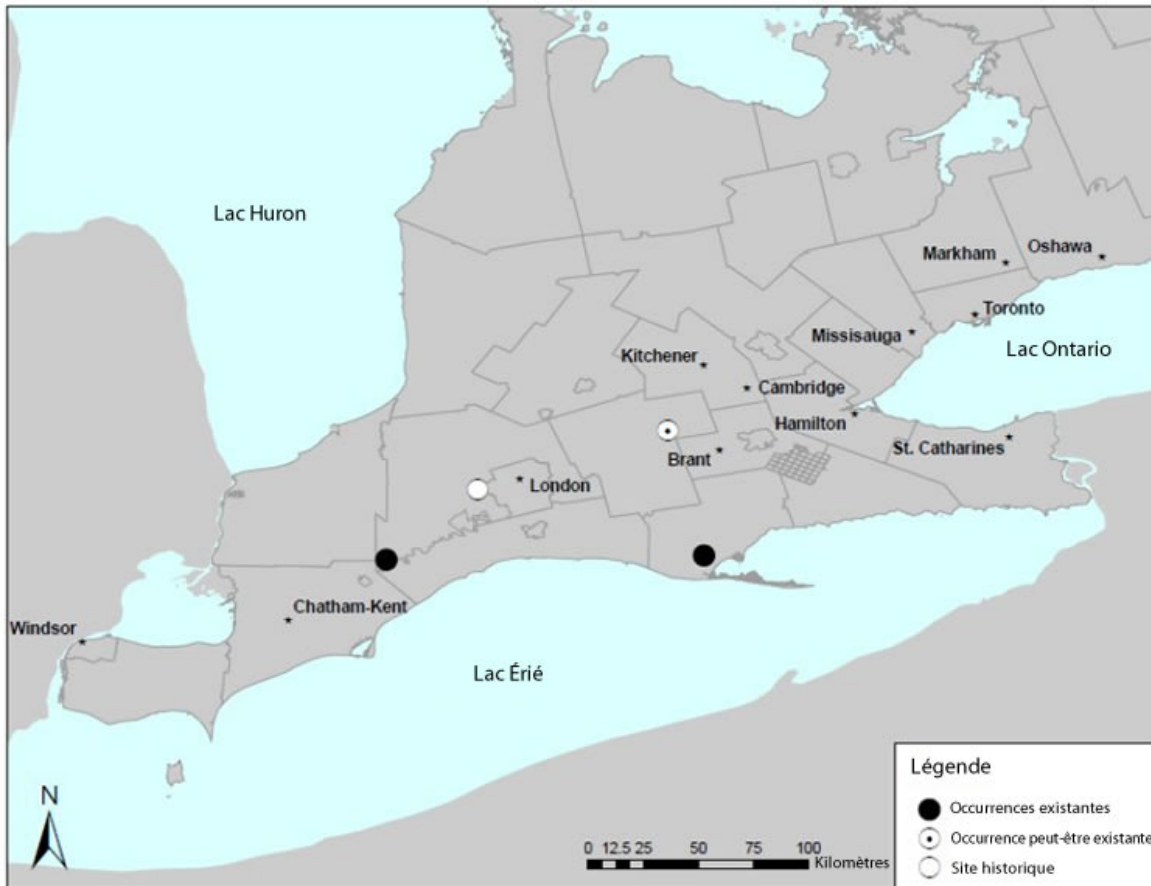 Lac Huron
Markham
Oshawa
Toronto
Missisauga
Lac Ontario
Kitchener
Cambridge
Hamilton
Brant
St. Catharines
London
Chatham-Kent
Windsor
Lac Érié
N
0 12.5 25 50 75 100
Kilomètres
Légende
Occurrences existantes
Occurrence peut-être existante
Site historique